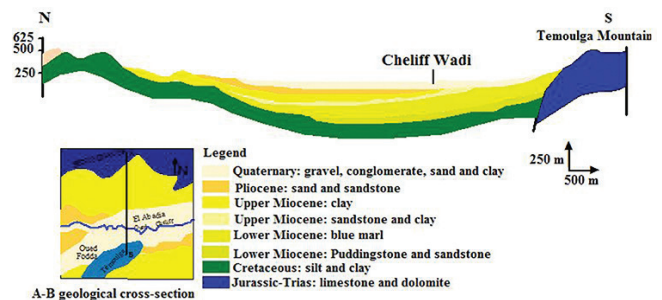 N
S
Temoulga Mountain
625
500
250
Cheliff Wadi
250 m
500 m
Legend
Quaternary: gravel, conglomerate, sand and clay
Pliocene: sand and sandstone
Upper Miocene: clay
Upper Miocene: sandstone and clay
Lower Miocene: blue marl
Lower Miocene: Puddingstone and sandstone
Cretaceous: silt and clay
Jurassic-Trias: limestone and dolomite
N
El Abadia
Cheliff
Oued
Fodda
A-B geological cross-section